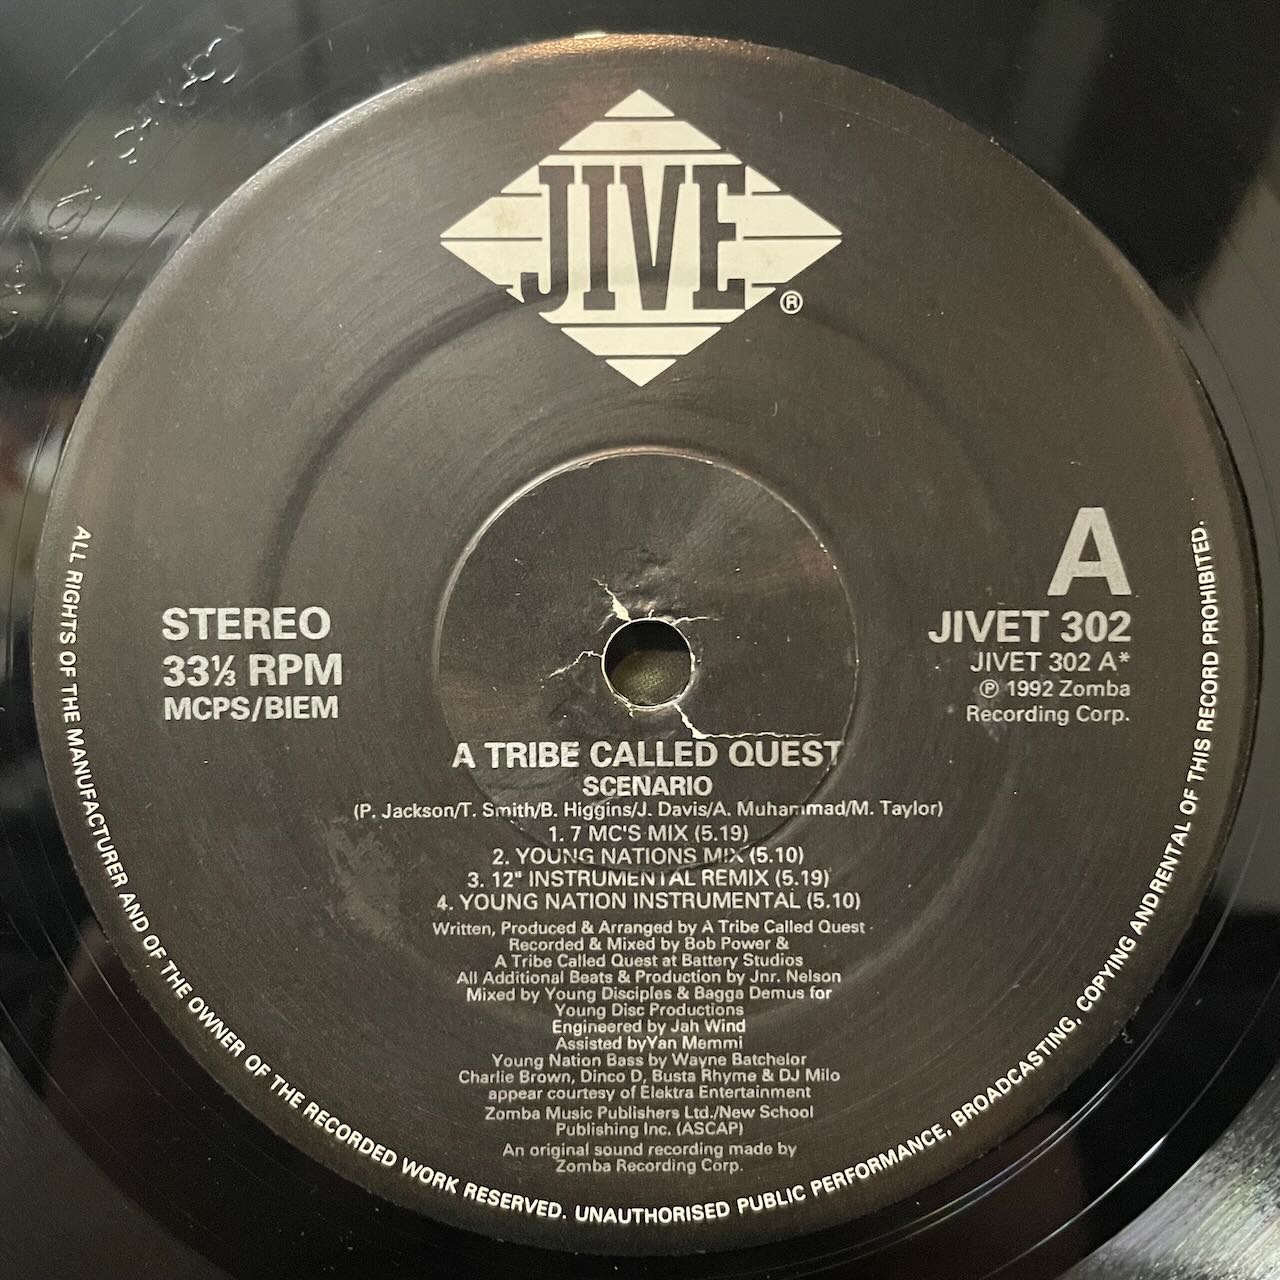 JIVE
®
A
STEREO
33⅓ RPM
MCPS/BIEM
JIVET 302
JIVET 302 A*
℗ 1992 Zomba
Recording Corp.
A TRIBE CALLED QUEST
SCENARIO
(P. Jackson/T. Smith/B. Higgins/J. Davis/A. Muhammad/M. Taylor)
1. 7 MC'S MIX (5.19)
2. YOUNG NATIONS MIX (5.10)
3. 12" INSTRUMENTAL REMIX (5.19)
4. YOUNG NATION INSTRUMENTAL (5.10)
Written, Produced & Arranged by A Tribe Called Quest
Recorded & Mixed by Bob Power &
A Tribe Called Quest at Battery Studios
All Additional Beats & Production by Jnr. Nelson
Mixed by Young Disciples & Bagga Demus for
Young Disc Productions
Engineered by Jah Wind
Assisted byYan Memmi
Young Nation Bass by Wayne Batchelor
Charlie Brown, Dinco D, Busta Rhyme & DJ Milo
appear courtesy of Elektra Entertainment
Zomba Music Publishers Ltd./New School
Publishing Inc. (ASCAP)
An original sound recording made by
Zomba Recording Corp.
ALL RIGHTS OF THE MANUFACTURER AND OF THE OWNER OF THE RECORDED WORK RESERVED. UNAUTHORISED PUBLIC PERFORMANCE, BROADCASTING, COPYING ANDRENTAL OF THIS RECORD PROHIBITED.